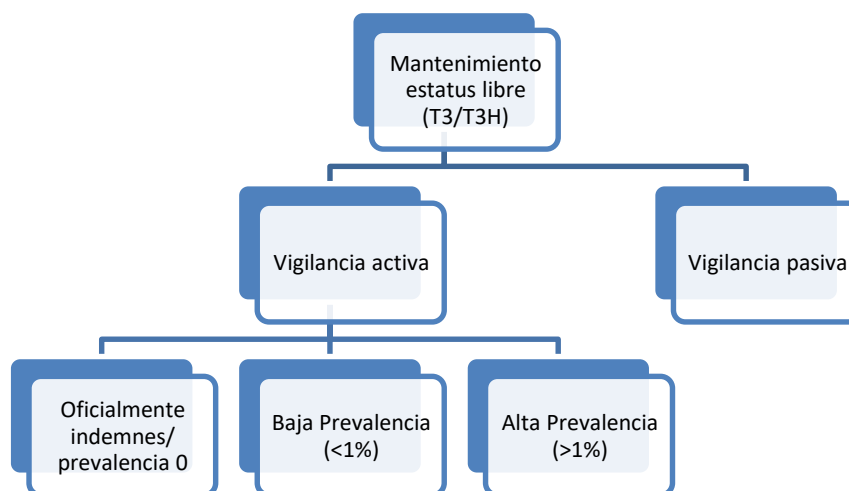 Mantenimiento
estatus libre
(T3/T3H)
Vigilancia activa
Vigilancia pasiva
Oficialmente
indemnes/
prevalencia 0
Baja Prevalencia
(<1%)
Alta Prevalencia
(>1%)